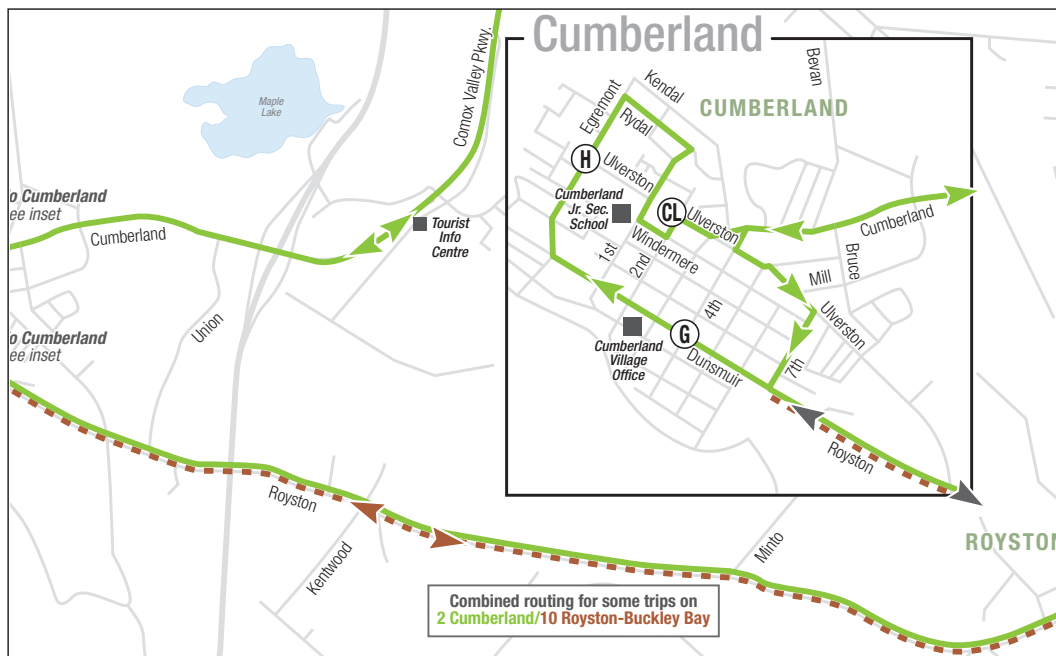 Cumberland
CUMBERLAND
Bevan
Kendal
Rydal
Egremont
H
Ulverston
Cumberland
Jr. Sec.
School
CL
Ulverston
Cumberland
Windermere
Bruce
1st
2nd
Mill
4th
Ulverston
G
Cumberland
Village
Office
Dunsmuir
7th
Royston
Maple
Lake
Comox Valley Pkwy.
o Cumberland
ee inset
Cumberland
Tourist
Info
Centre
Union
o Cumberland
ee inset
Royston
Kentwood
Minto
ROYSTON
Combined routing for some trips on
2 Cumberland/10 Royston-Buckley Bay